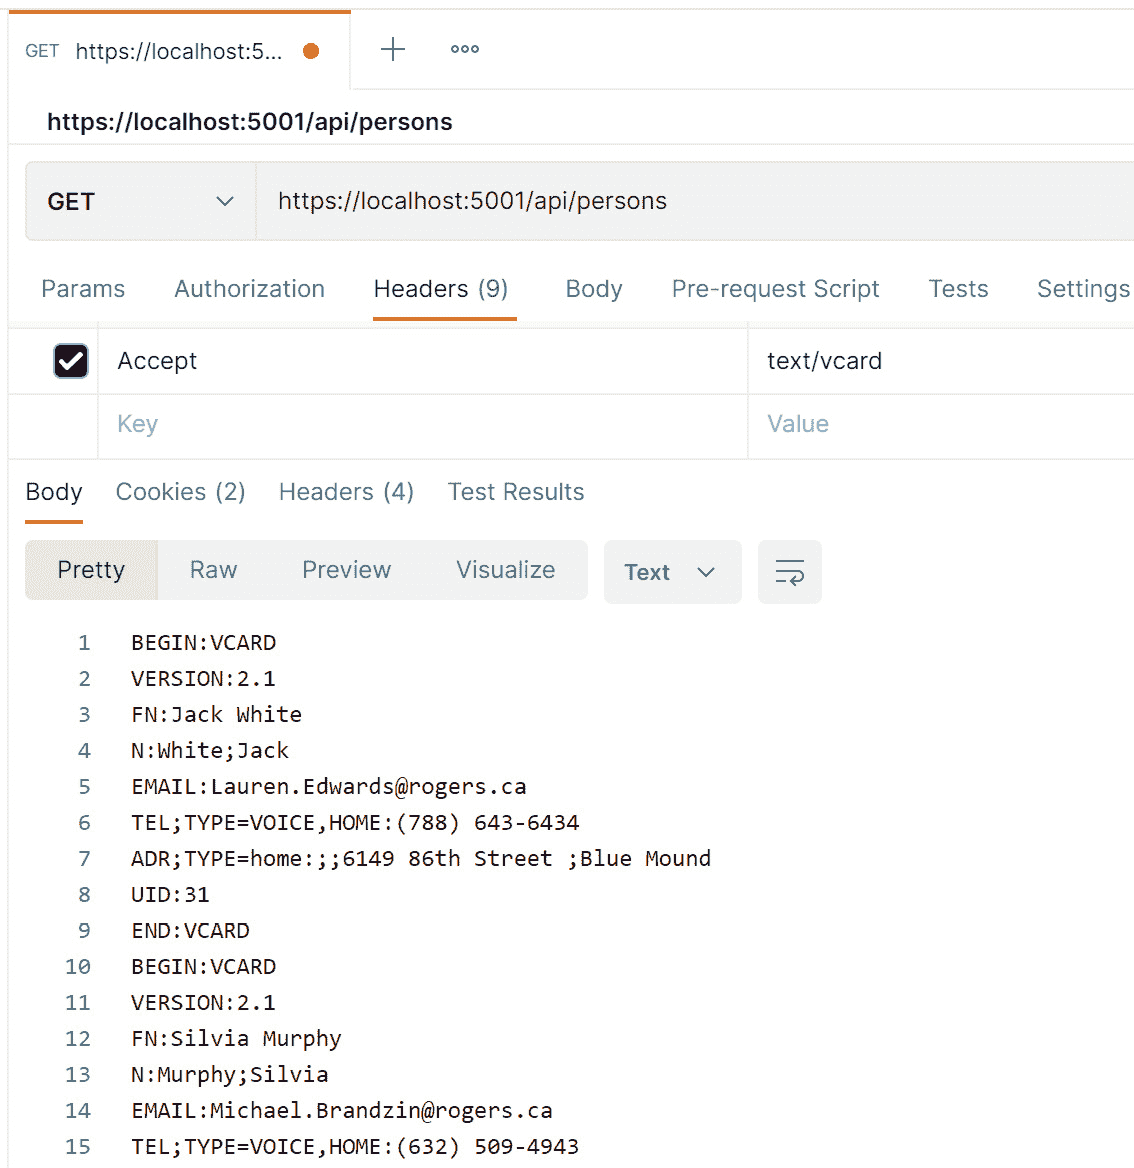 GET https://localhost:5...
https://localhost:5001/api/persons
GET https://localhost:5001/api/persons
Params Authorization Headers (9) Body Pre-request Script Tests Settings
Accept text/vcard
Key Value
Body Cookies (2) Headers (4) Test Results
Pretty Raw Preview Visualize Text
1 BEGIN:VCARD
2 VERSION:2.1
3 FN:Jack White
4 N:White;Jack
5 EMAIL:Lauren.Edwards@rogers.ca
6 TEL;TYPE=VOICE,HOME:(788) 643-6434
7 ADR;TYPE=home:;;6149 86th Street ;Blue Mound
8 UID:31
9 END:VCARD
10 BEGIN:VCARD
11 VERSION:2.1
12 FN:Silvia Murphy
13 N:Murphy;Silvia
14 EMAIL:Michael.Brandzin@rogers.ca
15 TEL;TYPE=VOICE,HOME:(632) 509-4943